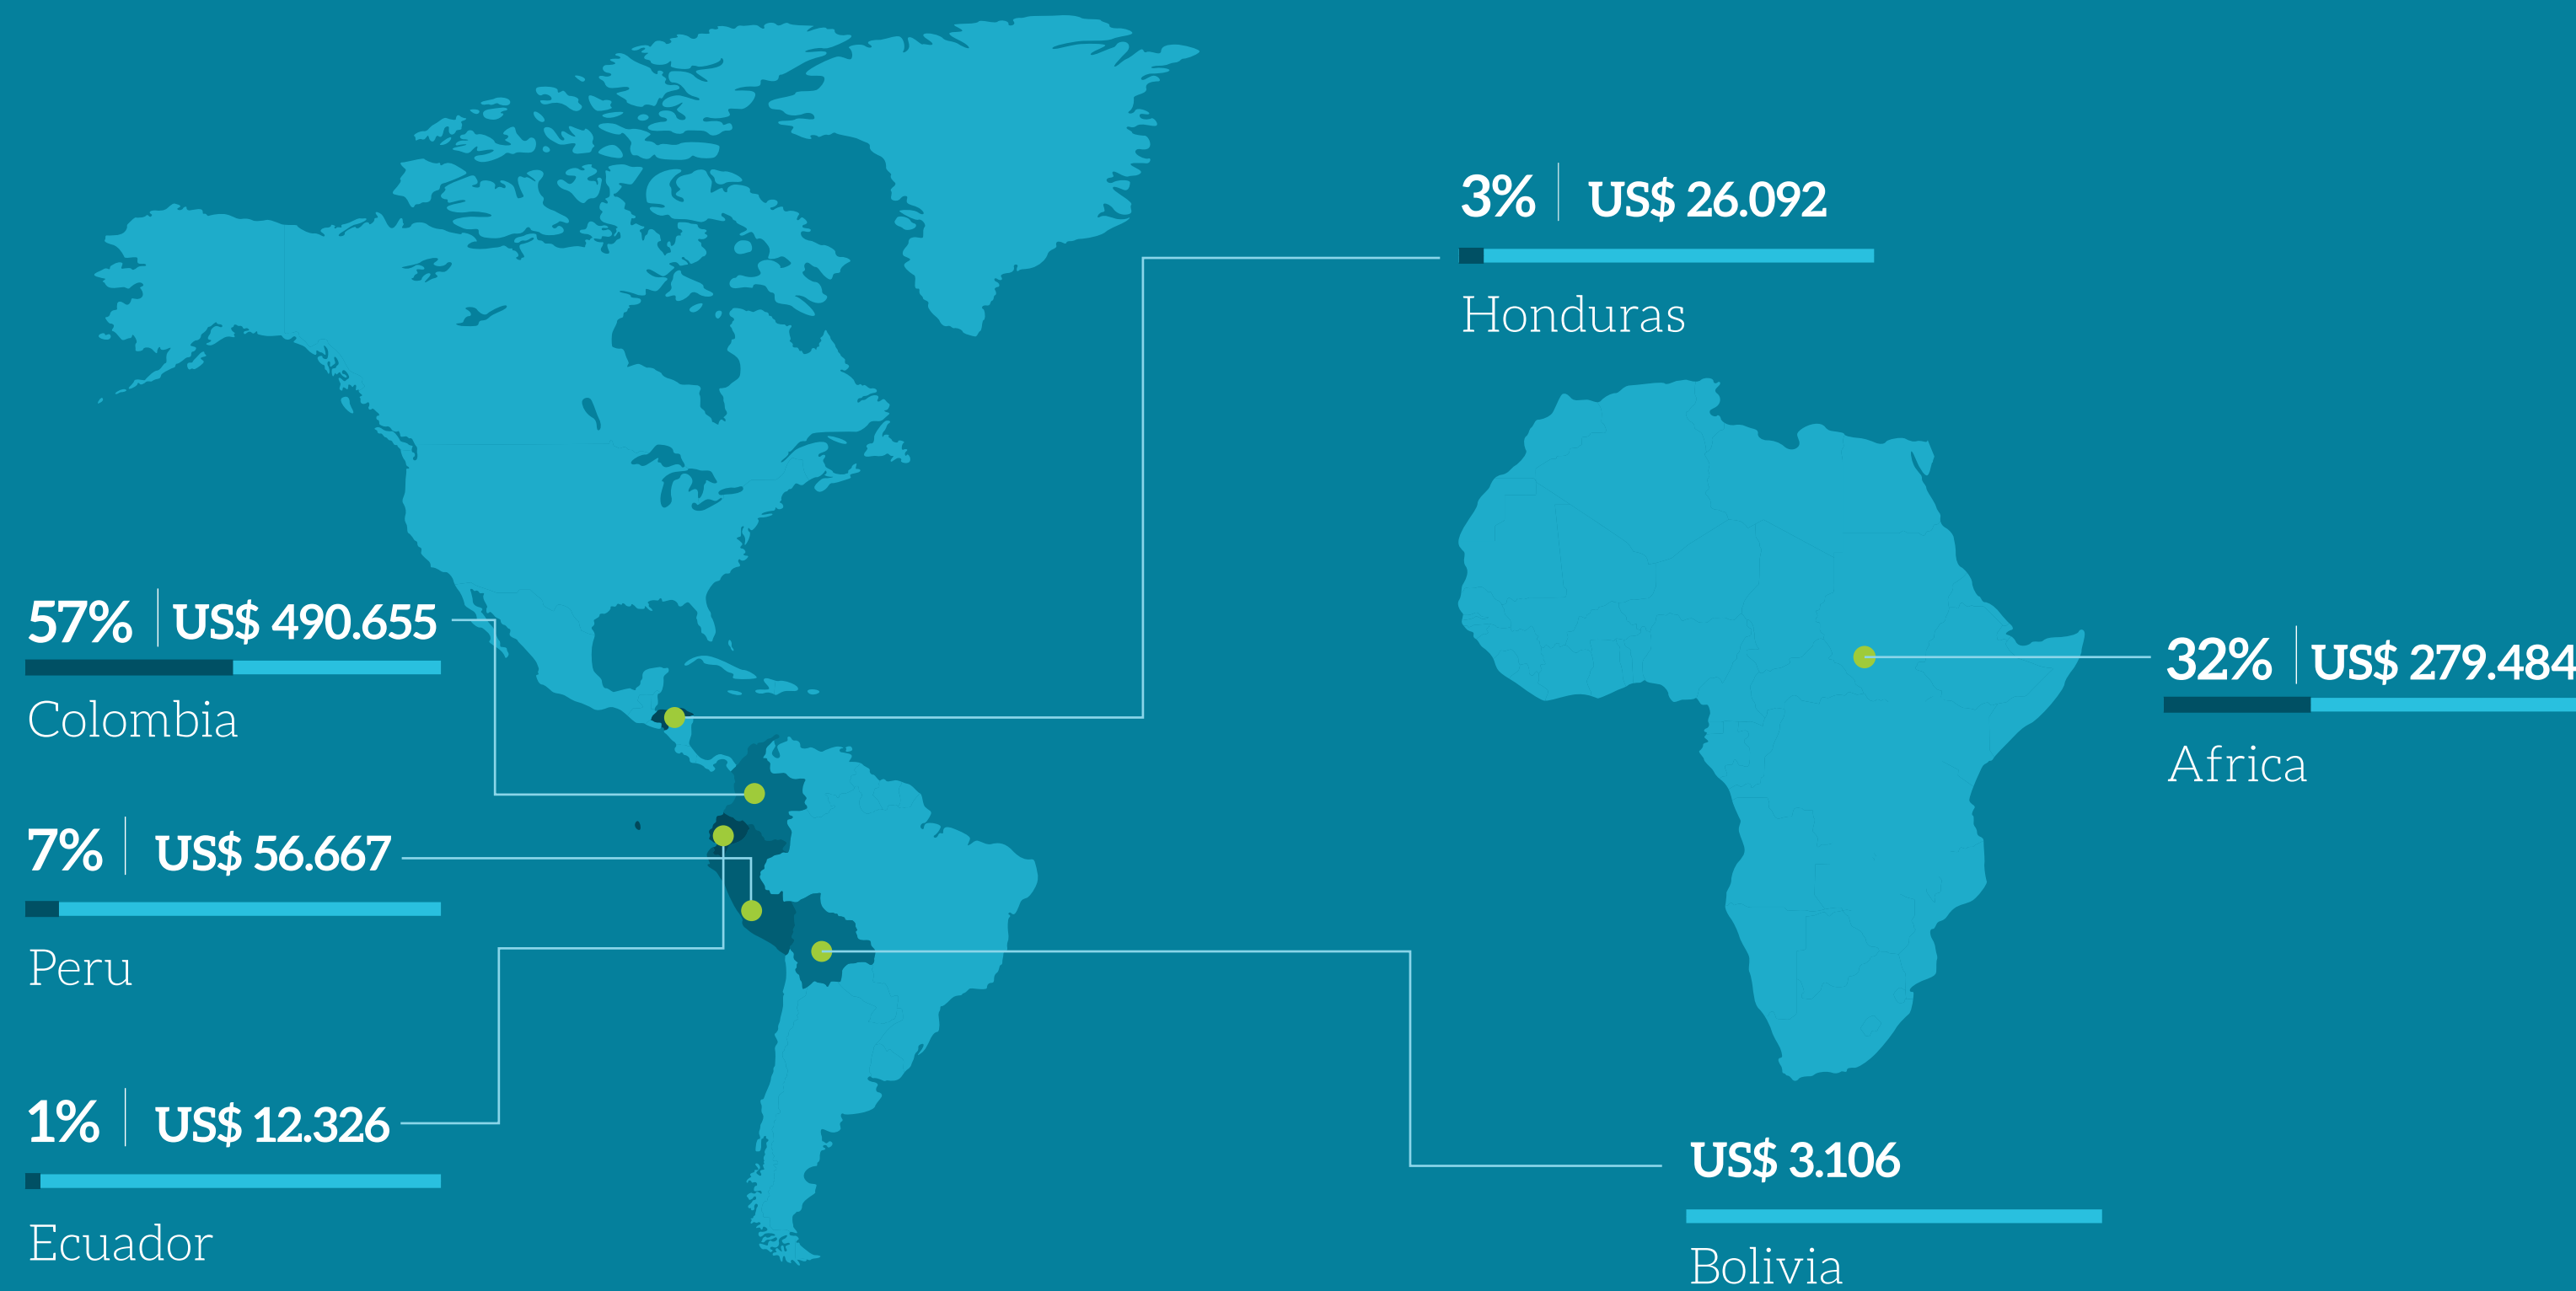 3% US$ 26.092
Honduras
57% US$ 490.655
Colombia
32% US$ 279.484
Africa
7% US$ 56.667
Peru
1% US$ 12.326
Ecuador
US$ 3.106
Bolivia